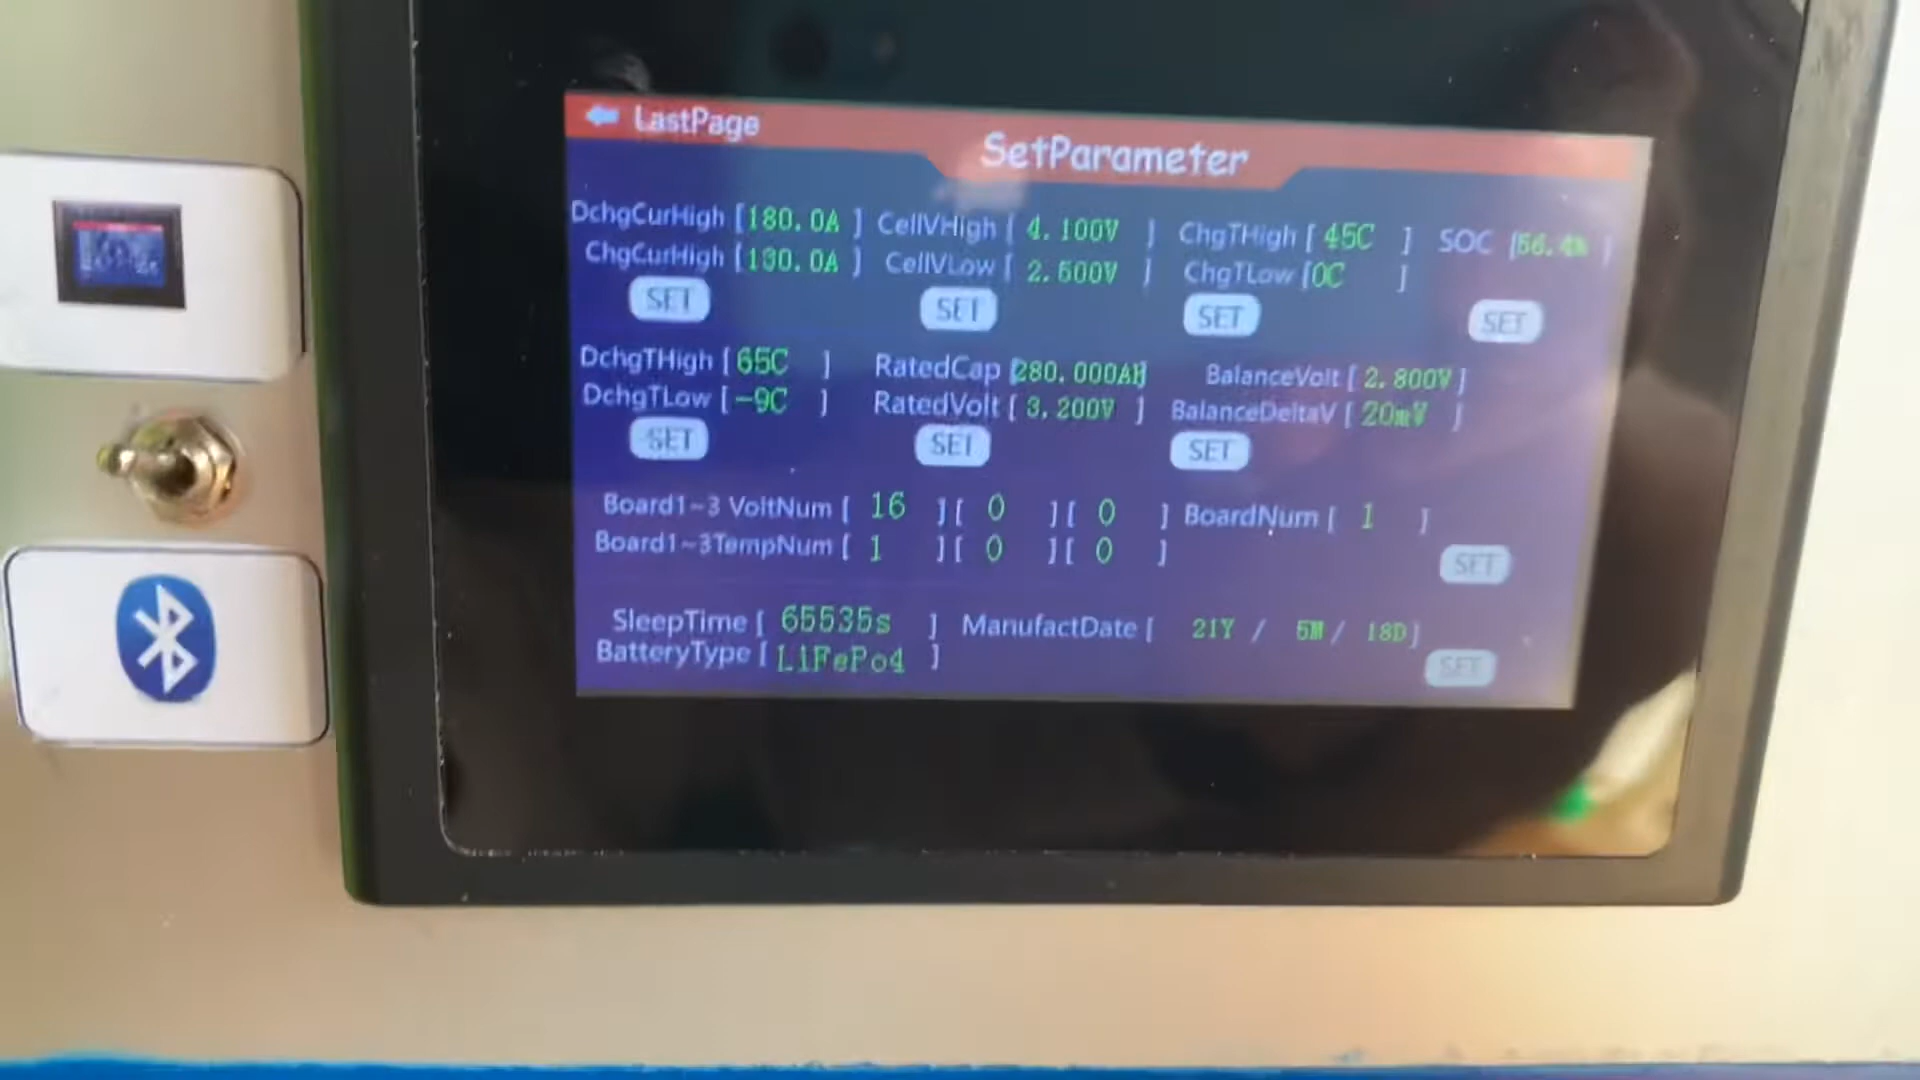 LastPage
SetParameter
DchgCurHigh [180.0A ] CellVHigh [ 4.100V ] ChgTHigh [ 45C ] SOC [56.4% ]
ChgCurHigh [130.0A ] CellVLow [ 2.500V ] ChgTLow [0C ]
SET SET SET SET
DchgTHigh [ 65C ] RatedCap [280.000AH] BalanceVolt [ 2.800V ]
DchgTLow [ -9C ] RatedVolt [ 3.200V ] BalanceDeltaV [ 20mV ]
SET SET SET
Board1~3 VoltNum [ 16 ][ 0 ][ 0 ] BoardNum [ 1 ]
Board1~3TempNum [ 1 ][ 0 ][ 0 ]
SET
SleepTime [ 65535s ] ManufactDate [ 21Y / 5M / 18D]
BatteryType [ LiFePo4 ]
SET